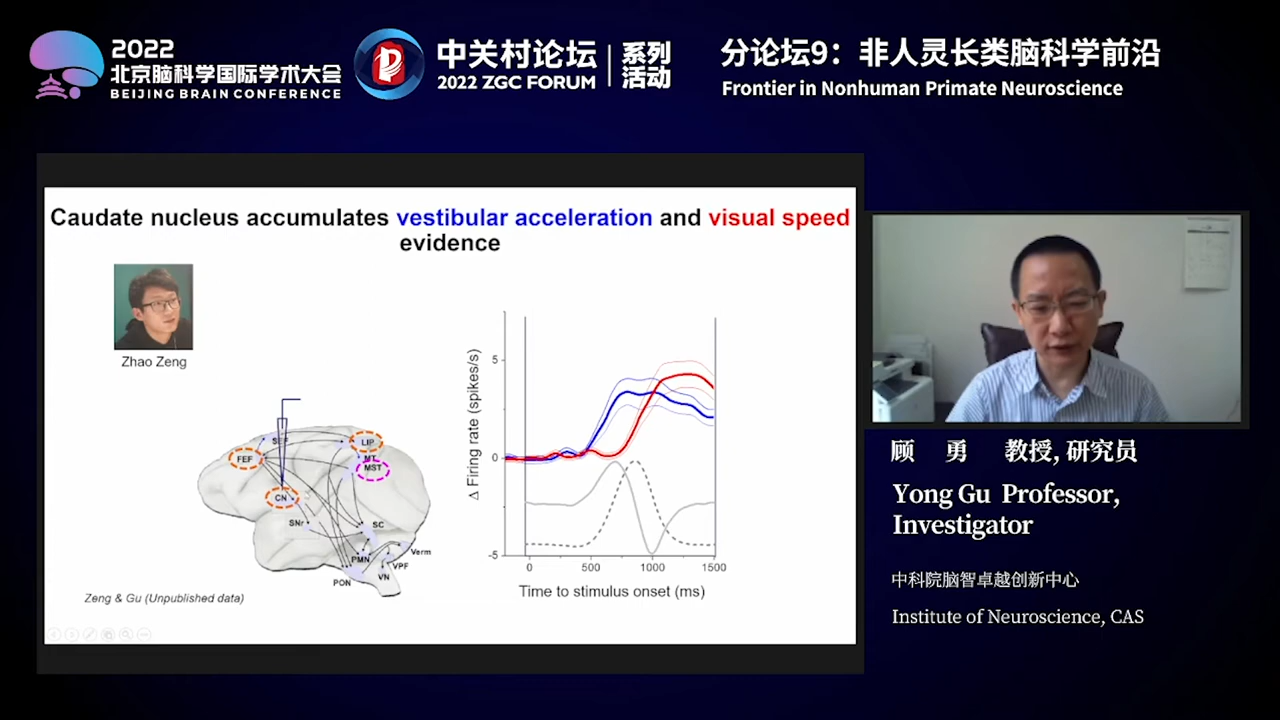 2022
北京脑科学国际学术大会
BEIJING BRAIN CONFERENCE
中关村论坛
2022 ZGC FORUM
系列
活动
分论坛9：非人灵长类脑科学前沿
Frontier in Nonhuman Primate Neuroscience
Caudate nucleus accumulates vestibular acceleration and visual speed
evidence
Zhao Zeng
SEF
LIP
FEF
MT
MST
CN
SNr
SC
PMN
Verm
VPF
PON
VN
Zeng & Gu (Unpublished data)
Δ Firing rate (spikes/s)
5
0
-5
0 500 1000 1500
Time to stimulus onset (ms)
顾 勇 教授, 研究员
Yong Gu Professor,
Investigator
中科院脑智卓越创新中心
Institute of Neuroscience, CAS